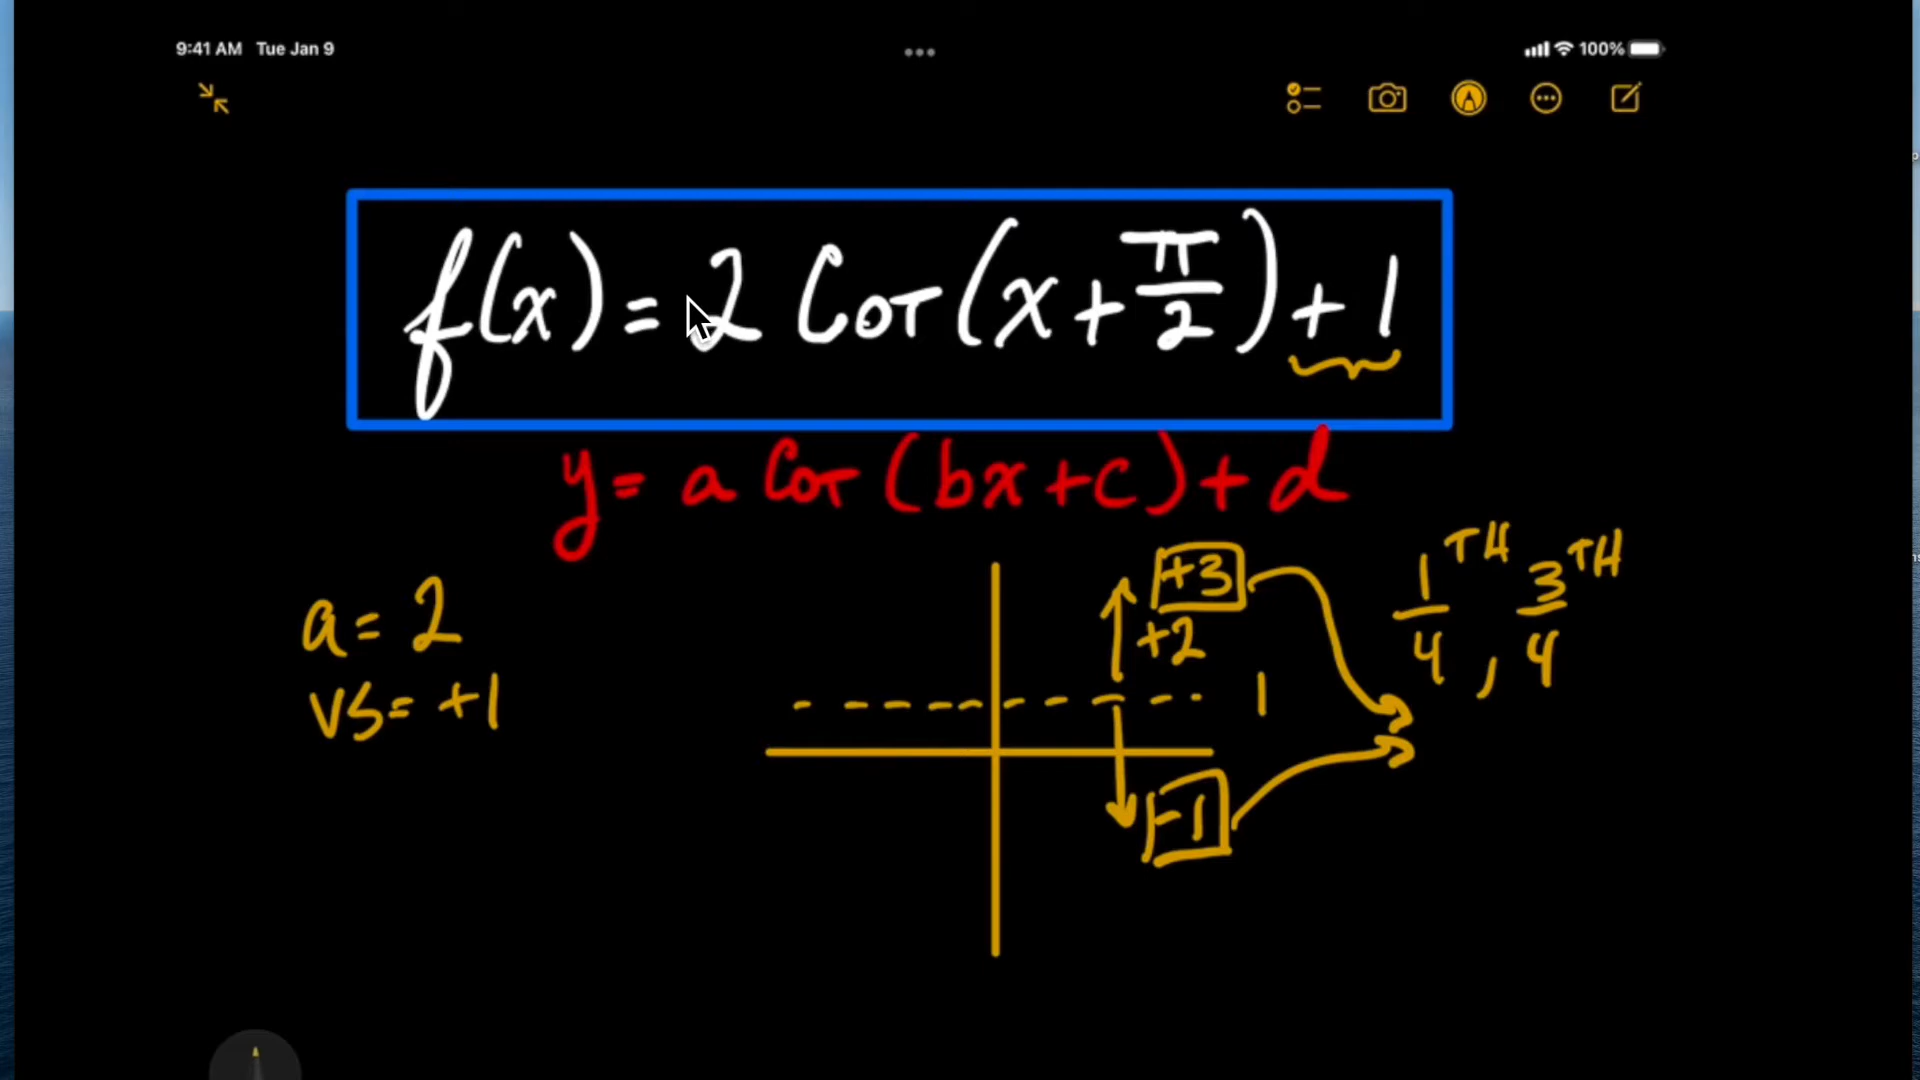 9:41 AM Tue Jan 9
100%
f(x) = 2 Cot(x + π/2) + 1
y = a Cot(bx + c) + d
a = 2
VS = +1
+3
+2
1
-1
1/4 TH, 3/4 TH